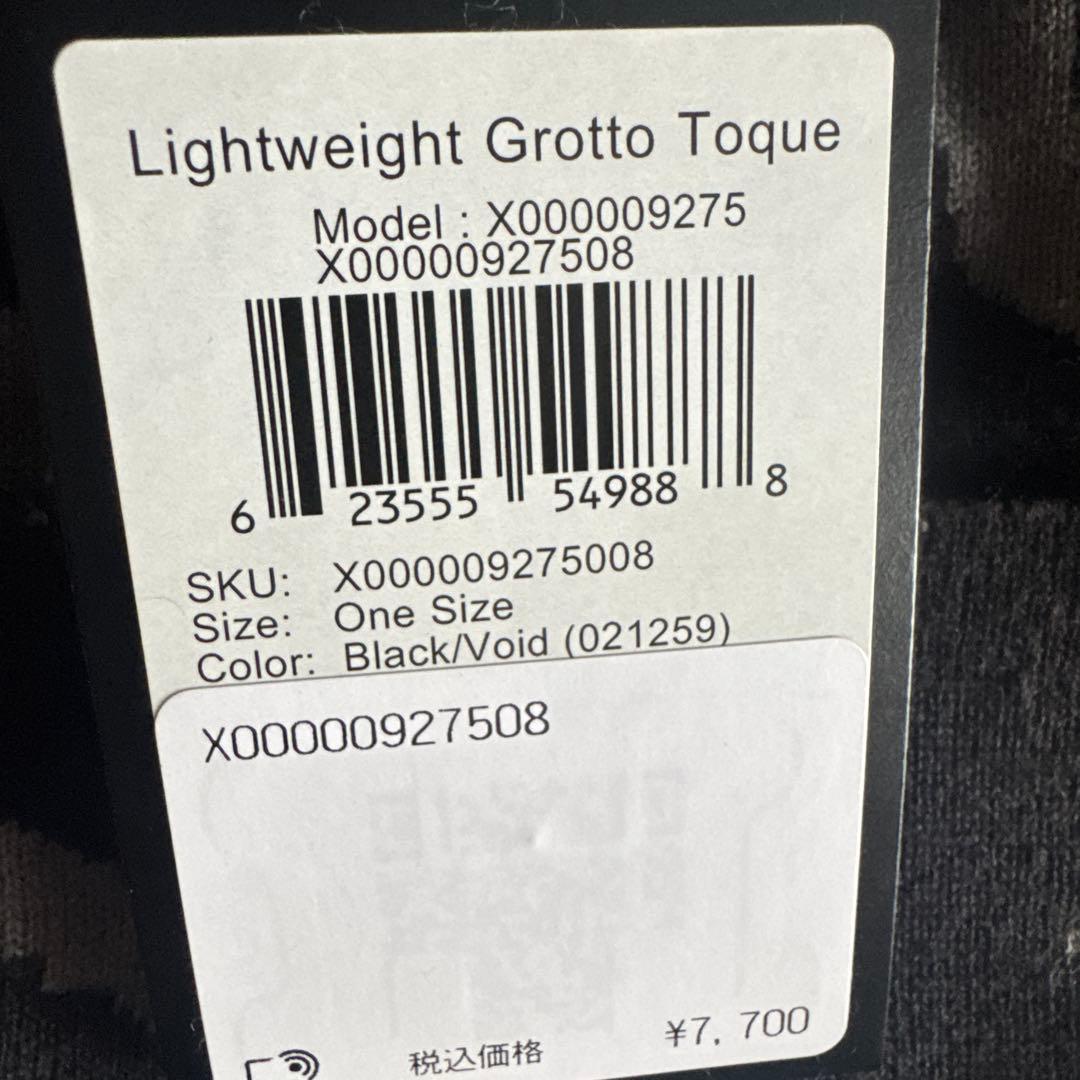 Lightweight Grotto Toque
Model : X000009275
X00000927508
6 23555 54988 8
SKU: X000009275008
Size: One Size
Color: Black/Void (021259)
X00000927508
¥7, 700
税込価格